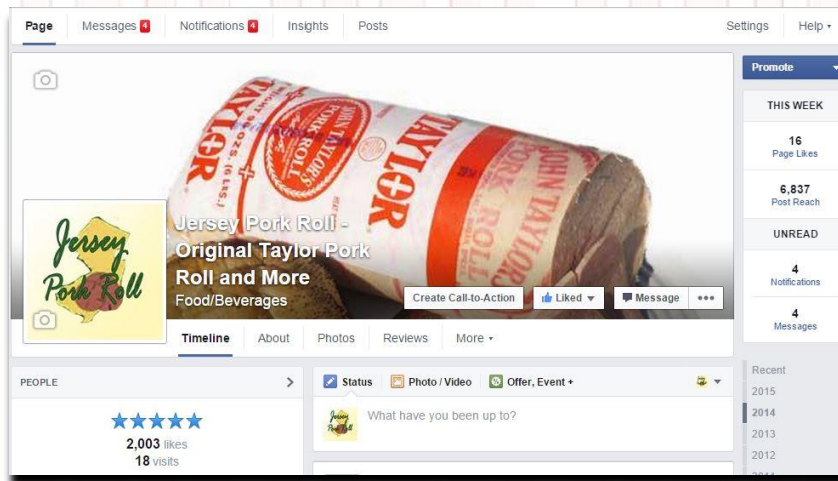 Page Messages 4 Notifications 4 Insights Posts Settings Help
Promote
THIS WEEK
16
Page Likes
6,837
Post Reach
UNREAD
4
Notifications
4
Messages
Recent
2015
2014
2013
2012
TAYLOR
JOHN TAYLOR'S
PORK ROLL
TAYLOR
JOHN TAYLOR'S
PORK ROLL
Jersey
Pork Roll
Jersey Pork Roll -
Original Taylor Pork
Roll and More
Food/Beverages
Create Call-to-Action Liked Message
Timeline About Photos Reviews More
PEOPLE
2,003 likes
18 visits
Status Photo / Video Offer, Event +
Jersey
Pork Roll
What have you been up to?